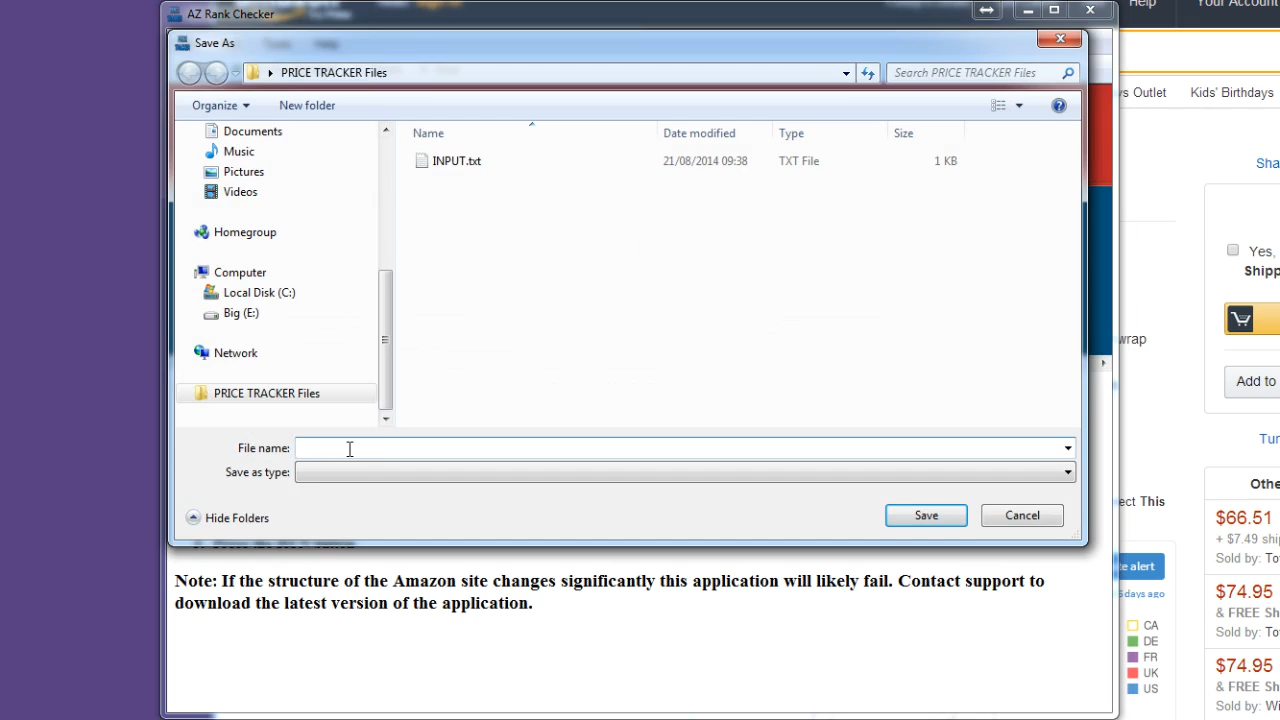 AZ Rank Checker
Help
Your Account
Save As
PRICE TRACKER Files
Search PRICE TRACKER Files
Organize
New folder
Documents
Music
Pictures
Videos
Homegroup
Computer
Local Disk (C:)
Big (E:)
Network
PRICE TRACKER Files
Name
Date modified
Type
Size
INPUT.txt
21/08/2014 09:38
TXT File
1 KB
File name:
Save as type:
Hide Folders
Save
Cancel
Note: If the structure of the Amazon site changes significantly this application will likely fail. Contact support to
download the latest version of the application.
s Outlet
Kids' Birthdays
Sha
Yes,
Shipp
wrap
Add to
Tur
Othe
ect This
$66.51
+ $7.49 shi
Sold by: To
te alert
days ago
$74.95
& FREE Sh
Sold by: To
CA
DE
FR
UK
US
$74.95
& FREE Sh
Sold by: Wi